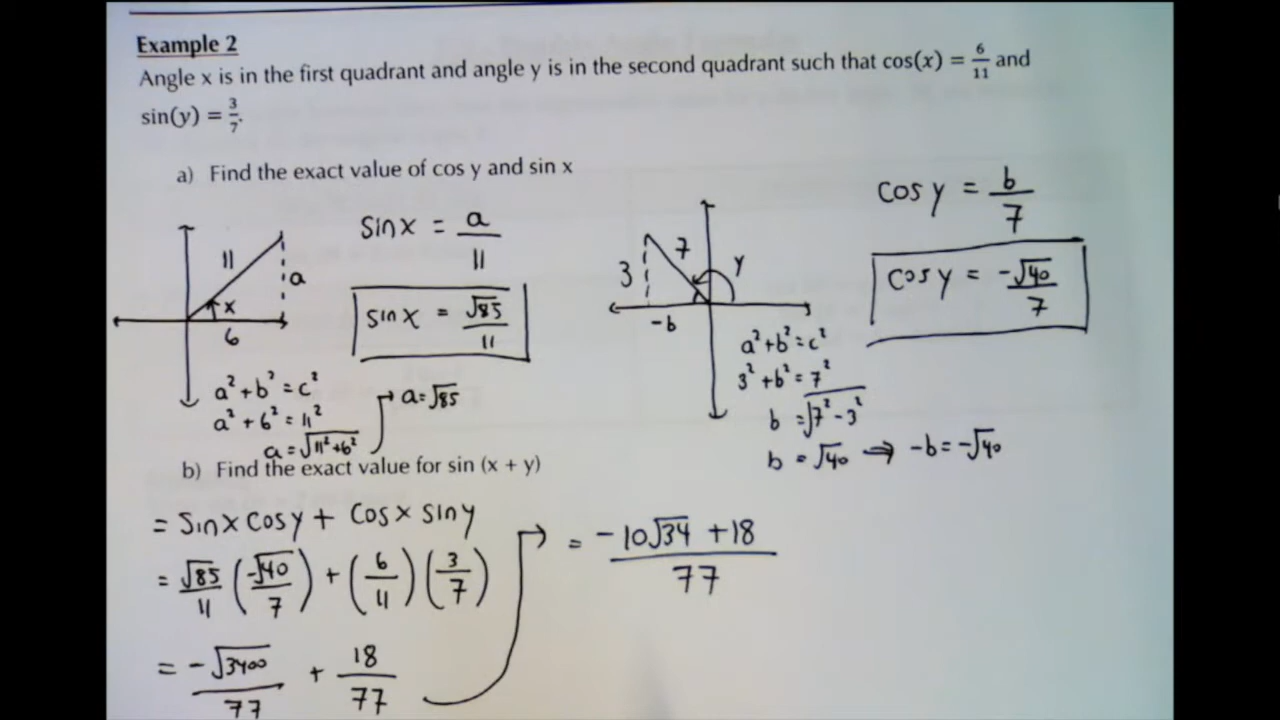 Example 2
Angle x is in the first quadrant and angle y is in the second quadrant such that cos(x) = 6/11 and
sin(y) = 3/7.
a) Find the exact value of cos y and sin x
11
a
x
6
sin x = a/11
sin x = √85/11
a² + b² = c²
a² + 6² = 11²
a = √11² + 6²
→ a = √85
7
3
y
-b
cos y = b/7
cos y = -√40/7
a² + b² = c²
3² + b² = 7²
b = √7² - 3²
b = √40 → -b = -√40
b) Find the exact value for sin (x + y)
= sin x cos y + cos x sin y
= √85/11 (-√40/7) + (6/11) (3/7)
= -√3400/77 + 18/77
→ = -10√34 + 18/77